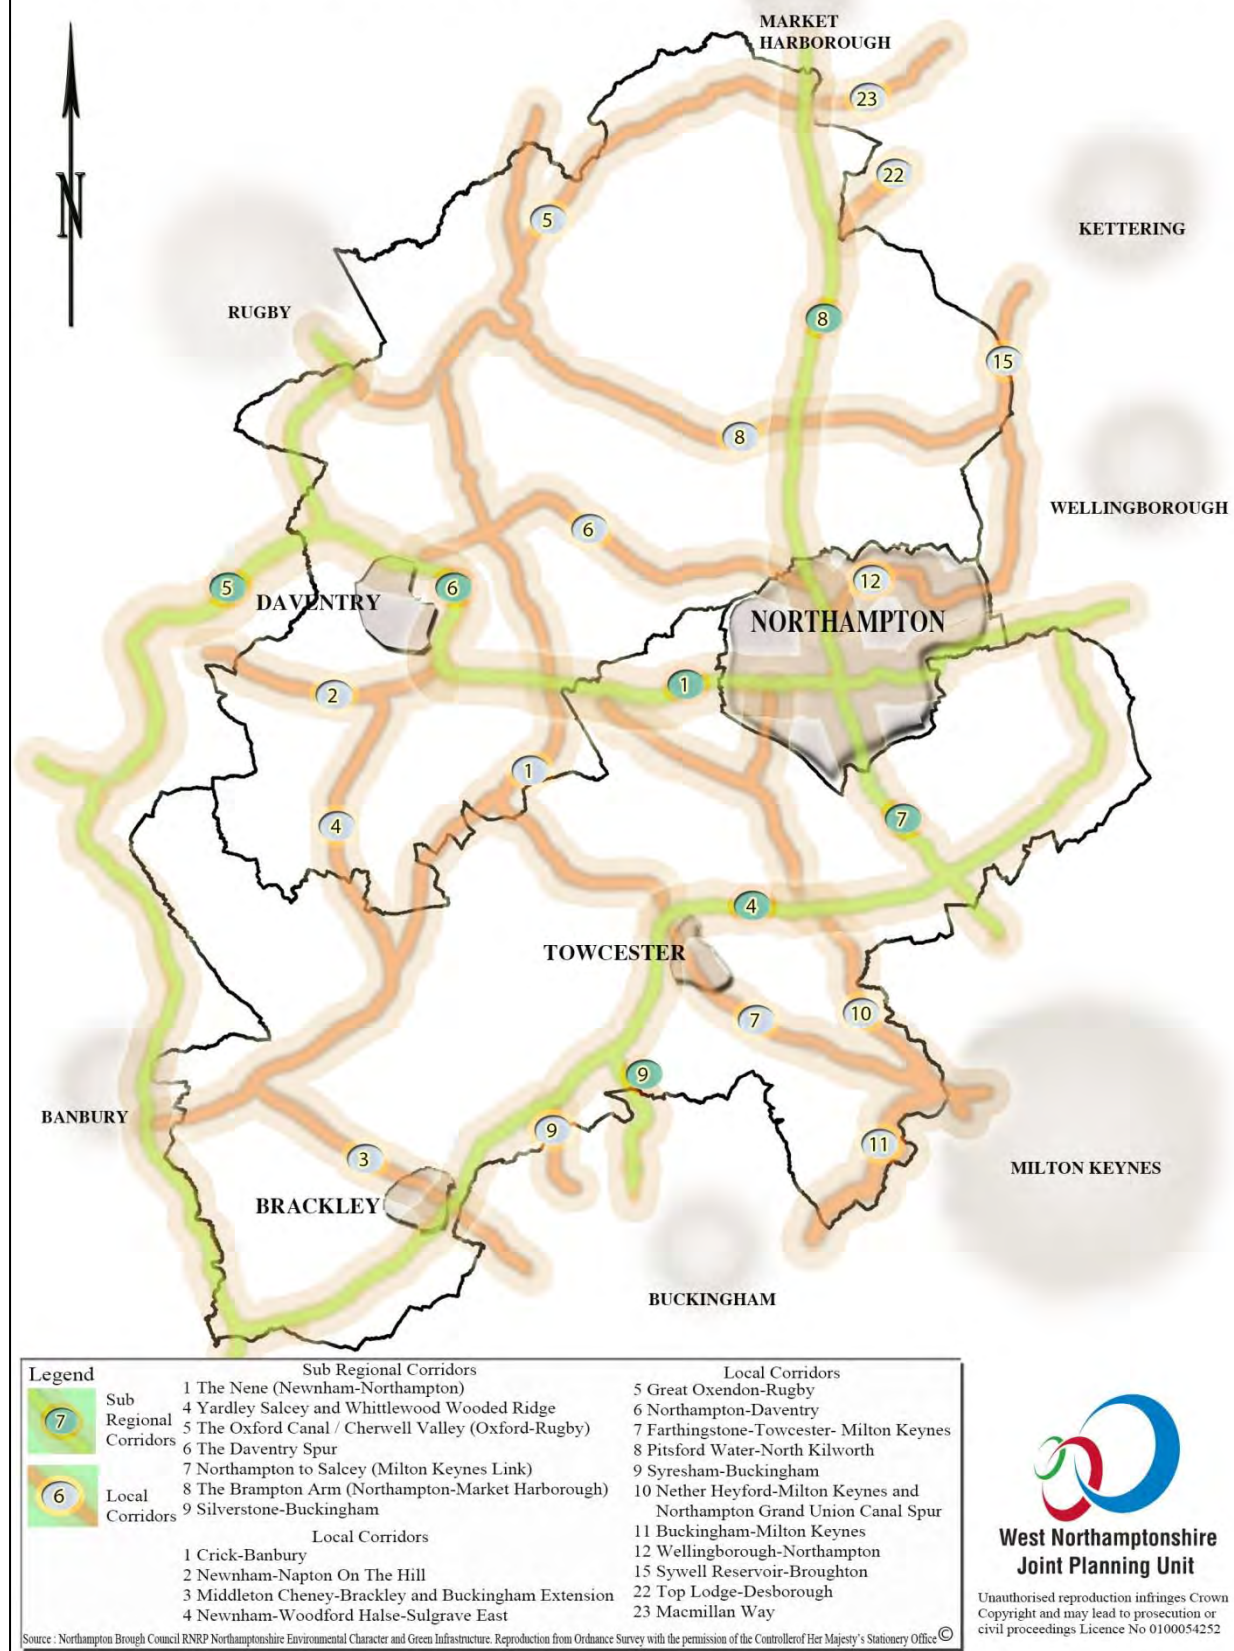 MARKET
HARBOROUGH
23
22
N
5
KETTERING
RUGBY
8
15
8
WELLINGBOROUGH
6
5
DAVENTRY
6
12
NORTHAMPTON
2
1
1
4
7
4
TOWCESTER
7
10
9
BANBURY
9
11
3
MILTON KEYNES
BRACKLEY
BUCKINGHAM
Legend
7
Sub
Regional
Corridors
6
Local
Corridors
Sub Regional Corridors
1 The Nene (Newnham-Northampton)
4 Yardley Salcey and Whittlewood Wooded Ridge
5 The Oxford Canal / Cherwell Valley (Oxford-Rugby)
6 The Daventry Spur
7 Northampton to Salcey (Milton Keynes Link)
8 The Brampton Arm (Northampton-Market Harborough)
9 Silverstone-Buckingham
Local Corridors
1 Crick-Banbury
2 Newnham-Napton On The Hill
3 Middleton Cheney-Brackley and Buckingham Extension
4 Newnham-Woodford Halse-Sulgrave East
Local Corridors
5 Great Oxendon-Rugby
6 Northampton-Daventry
7 Farthingstone-Towcester- Milton Keynes
8 Pitsford Water-North Kilworth
9 Syresham-Buckingham
10 Nether Heyford-Milton Keynes and
Northampton Grand Union Canal Spur
11 Buckingham-Milton Keynes
12 Wellingborough-Northampton
15 Sywell Reservoir-Broughton
22 Top Lodge-Desborough
23 Macmillan Way
Source : Northampton Brough Council RNRP Northamptonshire Environmental Character and Green Infrastructure. Reproduction from Ordnance Survey with the permission of the Controllerof Her Majesty's Stationery Office ©
West Northamptonshire
Joint Planning Unit
Unauthorised reproduction infringes Crown
Copyright and may lead to prosecution or
civil proceedings Licence No 0100054252